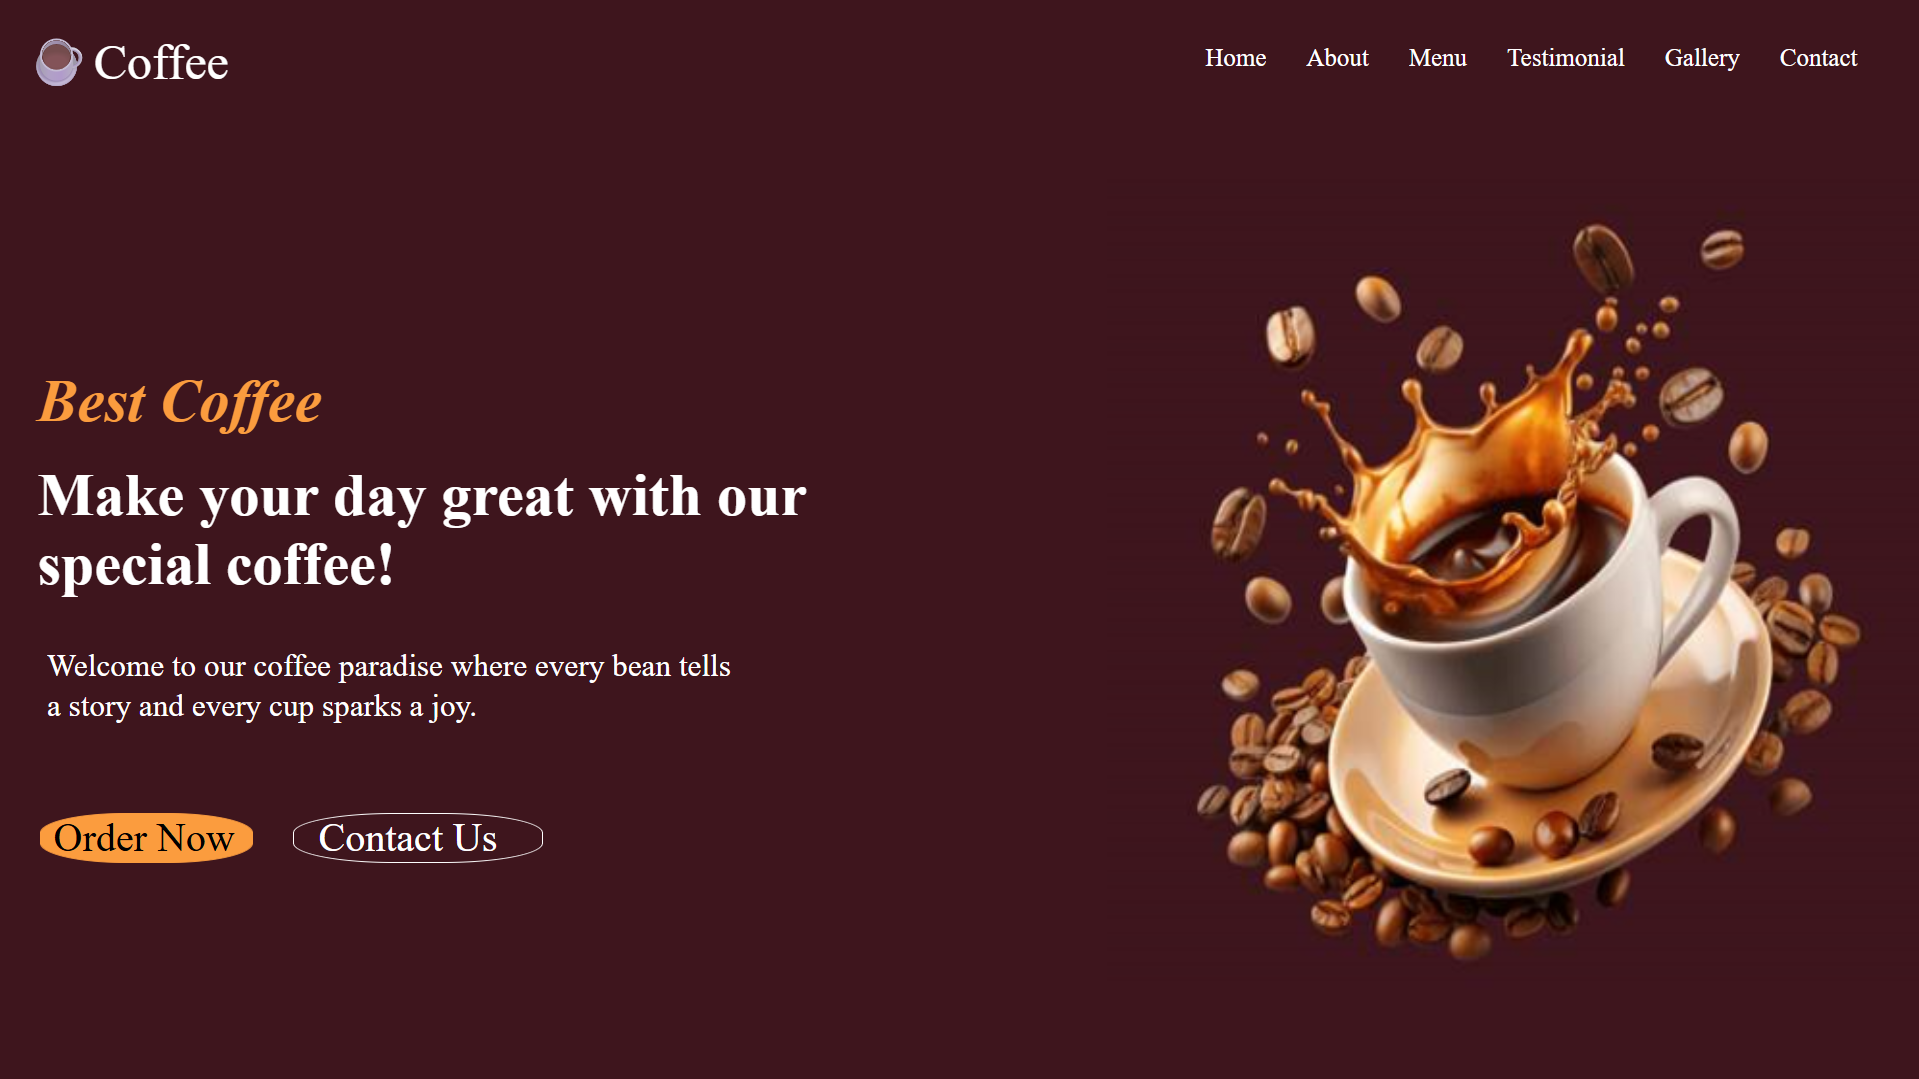 Coffee
Home About Menu Testimonial Gallery Contact
Best Coffee
Make your day great with our
special coffee!
Welcome to our coffee paradise where every bean tells
a story and every cup sparks a joy.
Order Now Contact Us